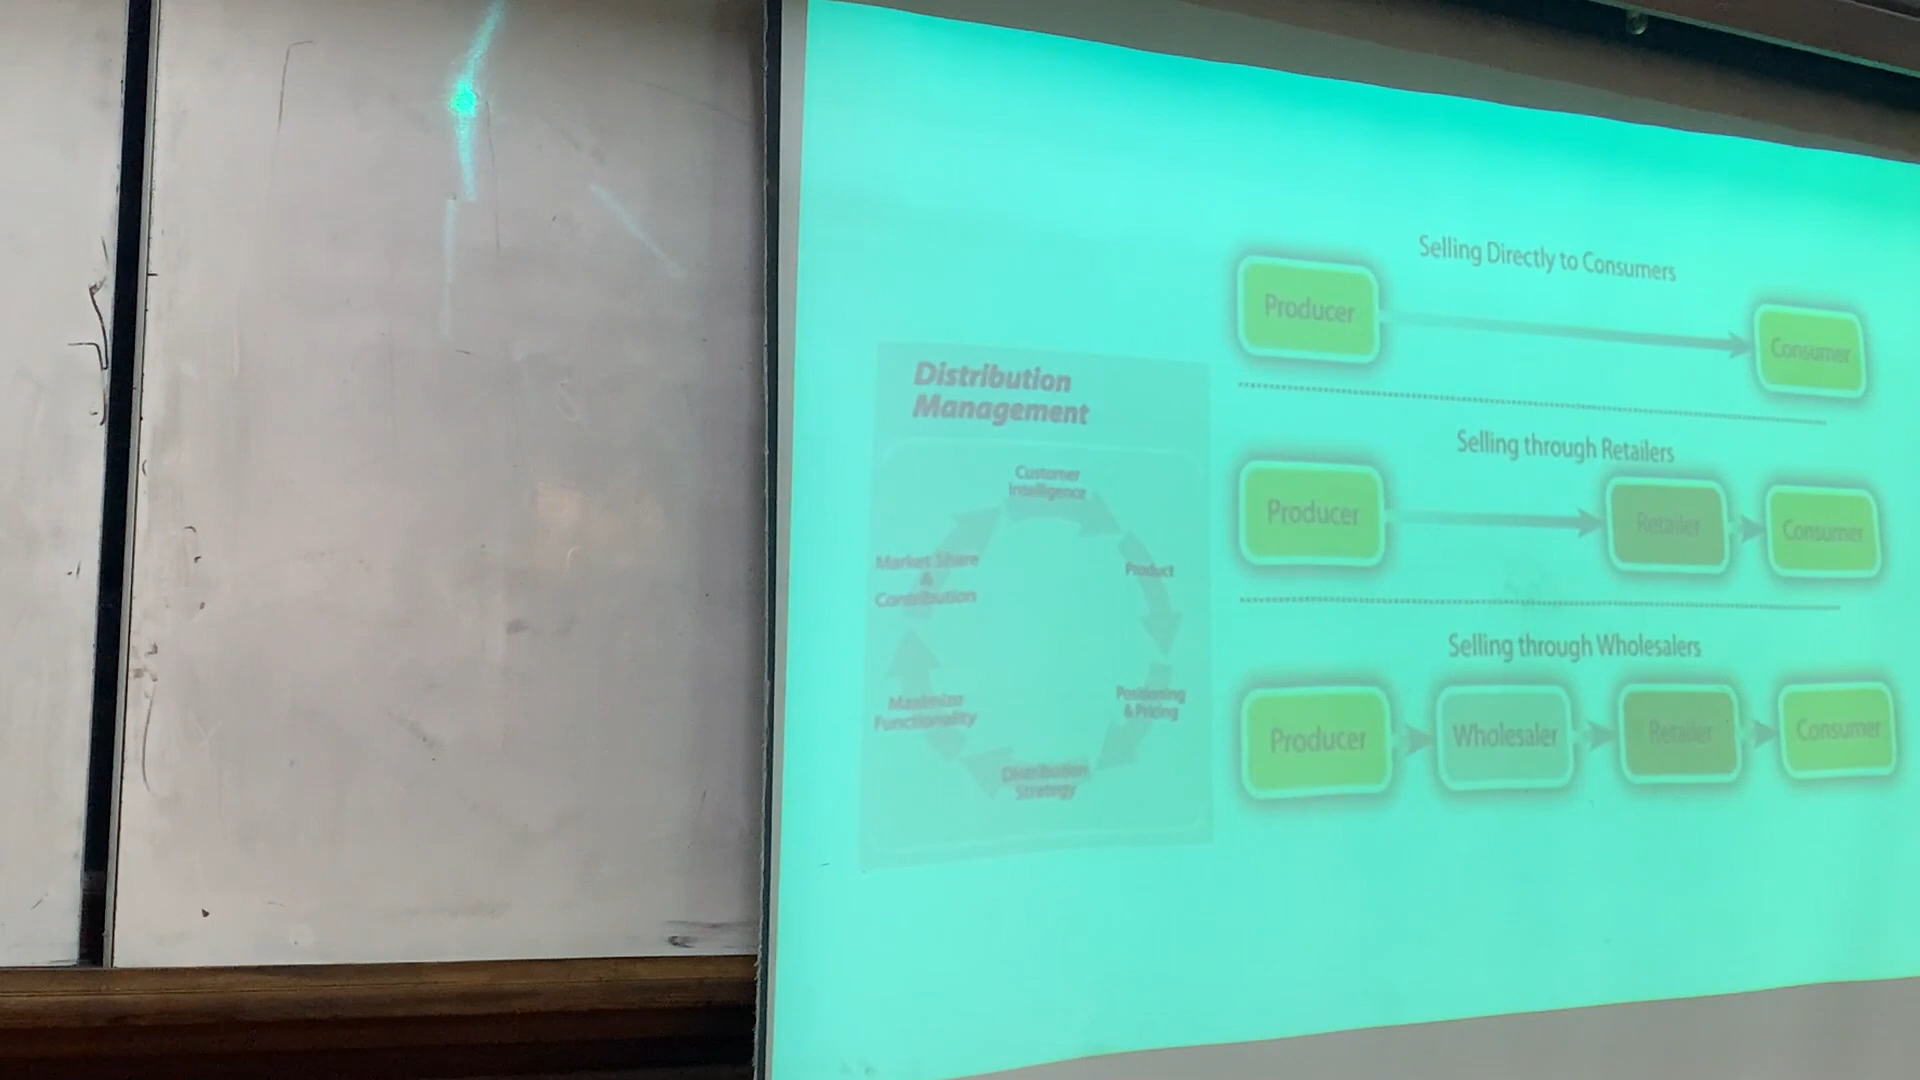 Distribution
Management
Customer
Intelligence
Product
Positioning
& Pricing
Distribution
Strategy
Maximize
Functionality
Market Share
&
Contribution
Selling Directly to Consumers
Producer
Consumer
Selling through Retailers
Producer
Retailer
Consumer
Selling through Wholesalers
Producer
Wholesaler
Retailer
Consumer